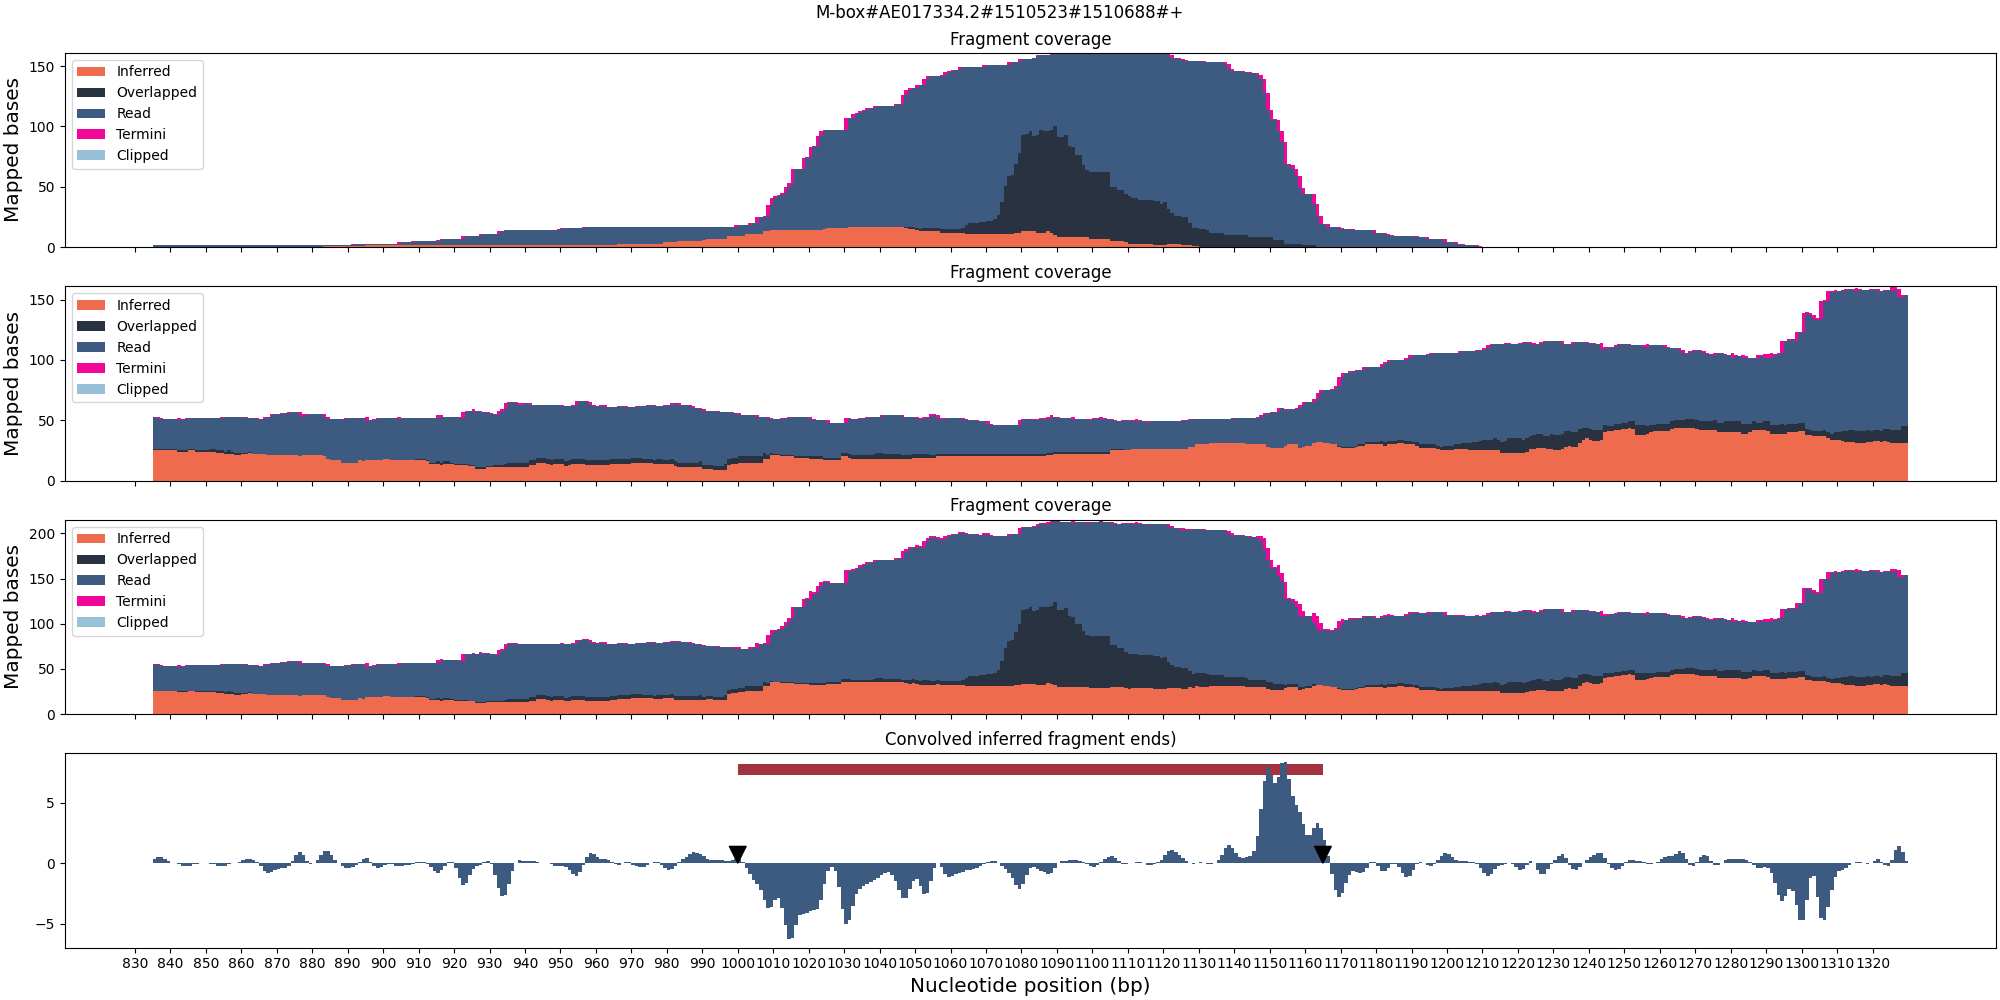 M-box#AE017334.2#1510523#1510688#+
Fragment coverage
Mapped bases
150
100
50
0
Inferred
Overlapped
Read
Termini
Clipped
Fragment coverage
Mapped bases
150
100
50
0
Inferred
Overlapped
Read
Termini
Clipped
Fragment coverage
Mapped bases
200
150
100
50
0
Inferred
Overlapped
Read
Termini
Clipped
Convolved inferred fragment ends)
5
0
−5
830 840 850 860 870 880 890 900 910 920 930 940 950 960 970 980 990 1000 1010 1020 1030 1040 1050 1060 1070 1080 1090 1100 1110 1120 1130 1140 1150 1160 1170 1180 1190 1200 1210 1220 1230 1240 1250 1260 1270 1280 1290 1300 1310 1320
Nucleotide position (bp)